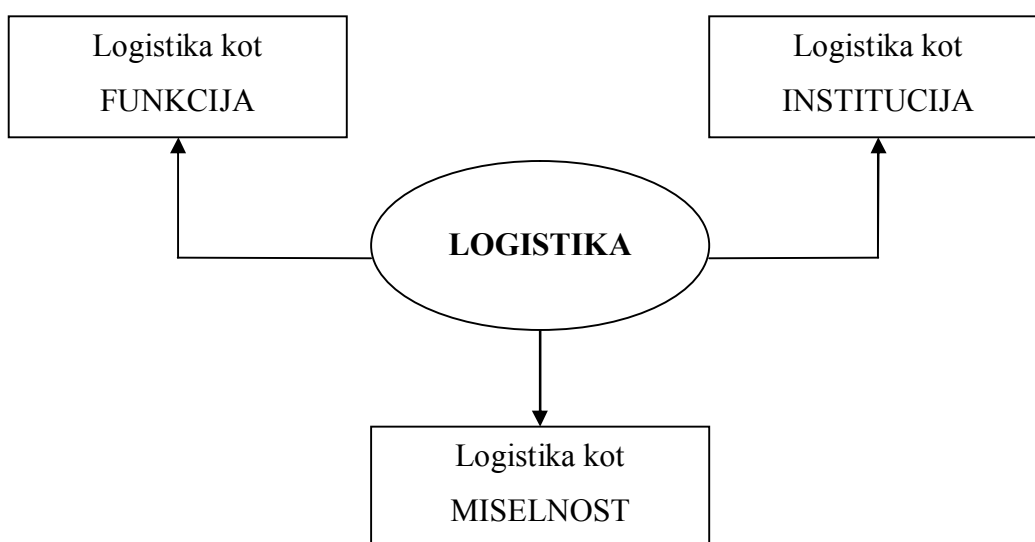 Logistika kot
FUNKCIJA
Logistika kot
INSTITUCIJA
LOGISTIKA
Logistika kot
MISELNOST